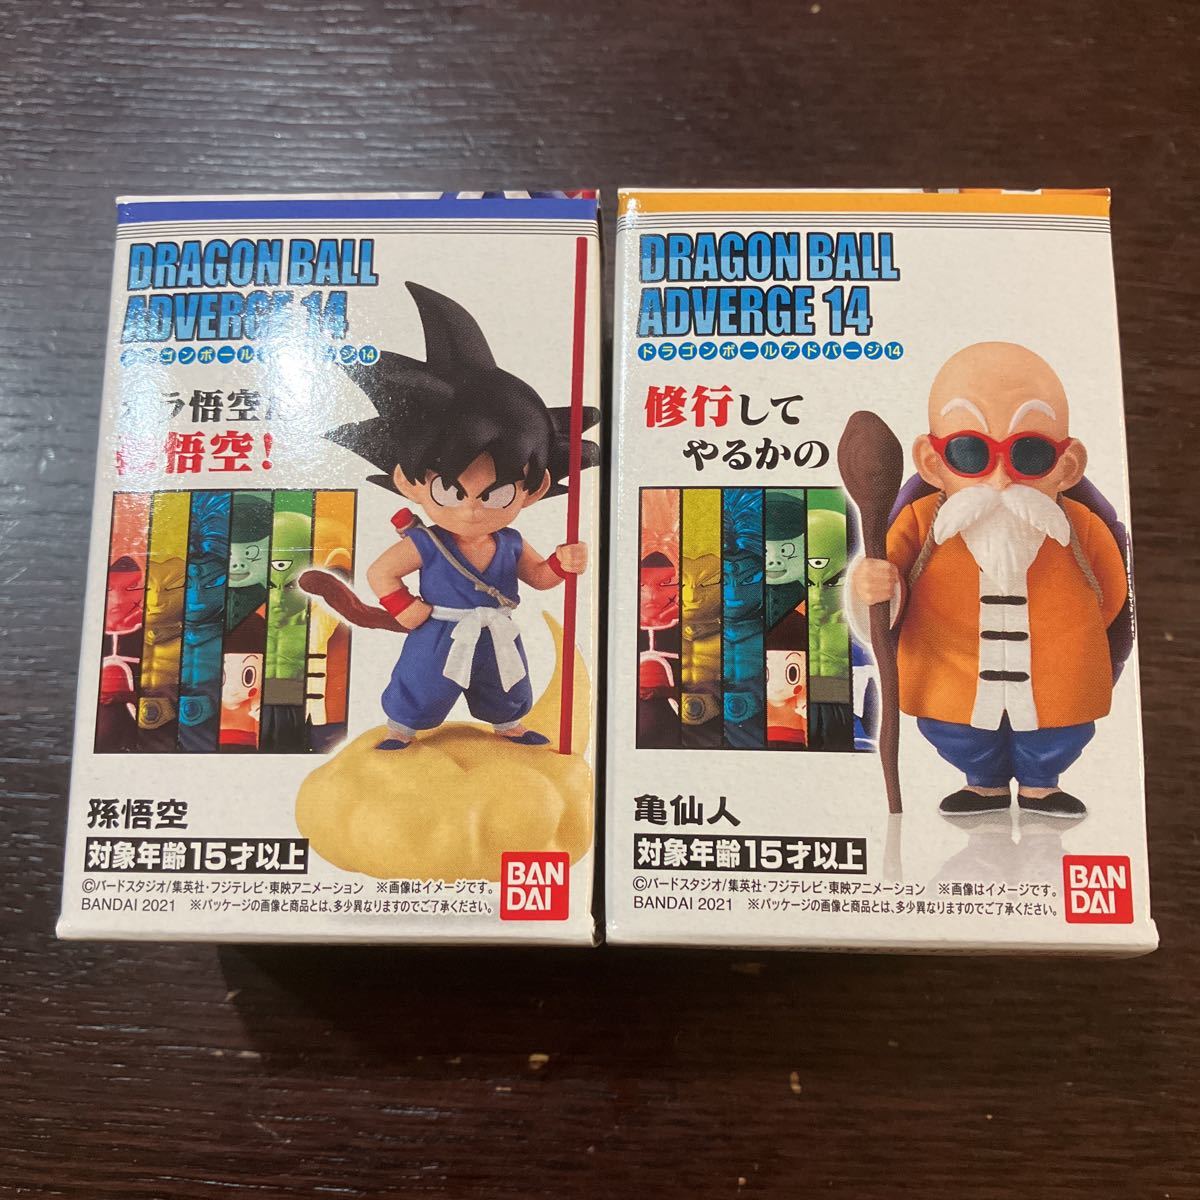 DRAGON BALL
ADVERGE 14
悟空
悟空!
孫悟空
対象年齢15才以上
©バードスタジオ/集英社・フジテレビ・東映アニメーション ※画像はイメージです。
BANDAI 2021 ※パッケージの画像と商品とは、多少異なりますのでご了承ください。
BAN
DAI
DRAGON BALL
ADVERGE 14
ドラゴンボールアドバージ14
修行して
やるかの
亀仙人
対象年齢15才以上
©バードスタジオ/集英社・フジテレビ・東映アニメーション ※画像はイメージです。
BANDAI 2021 ※パッケージの画像と商品とは、多少異なりますのでご了承ください。
BAN
DAI